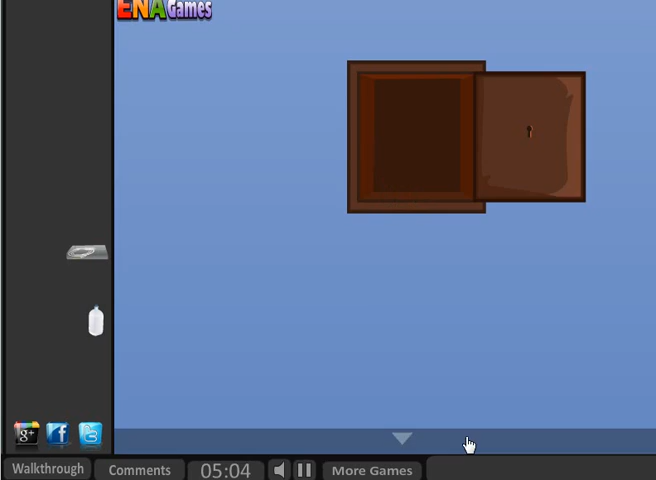 ENAGames
g+
f
t
Walkthrough
Comments
05:04
More Games